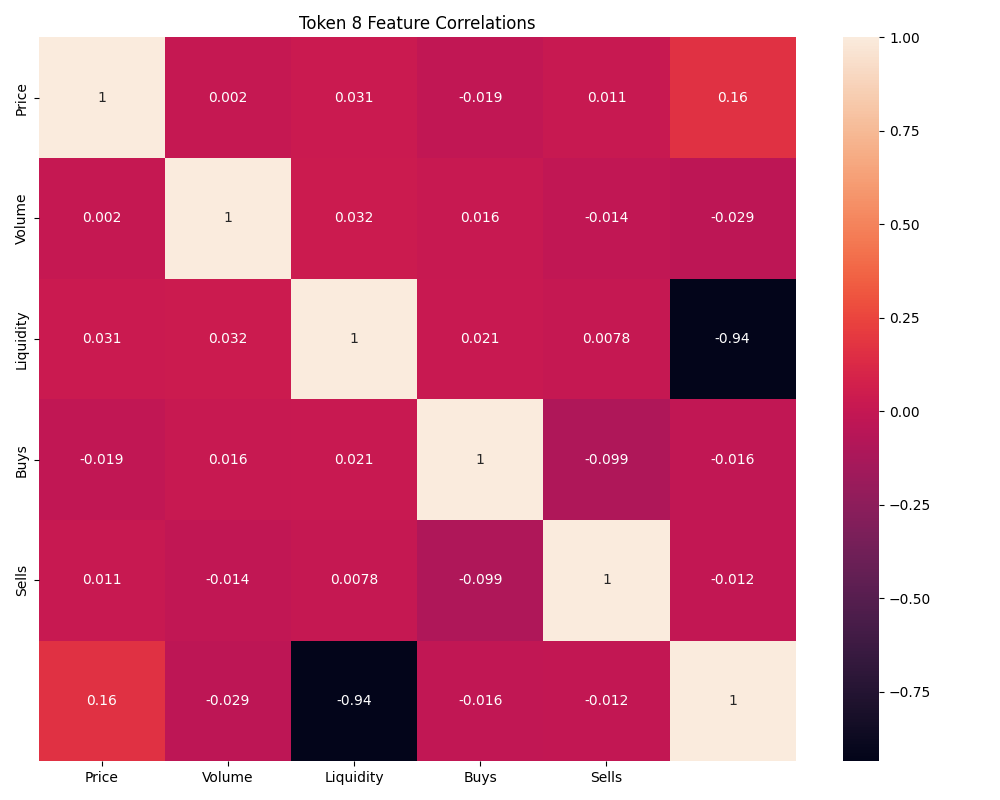 Token 8 Feature Correlations
Price 1 0.002 0.031 -0.019 0.011 0.16
Volume 0.002 1 0.032 0.016 -0.014 -0.029
Liquidity 0.031 0.032 1 0.021 0.0078 -0.94
Buys -0.019 0.016 0.021 1 -0.099 -0.016
Sells 0.011 -0.014 0.0078 -0.099 1 -0.012
0.16 -0.029 -0.94 -0.016 -0.012 1
Price Volume Liquidity Buys Sells
1.00
0.75
0.50
0.25
0.00
−0.25
−0.50
−0.75